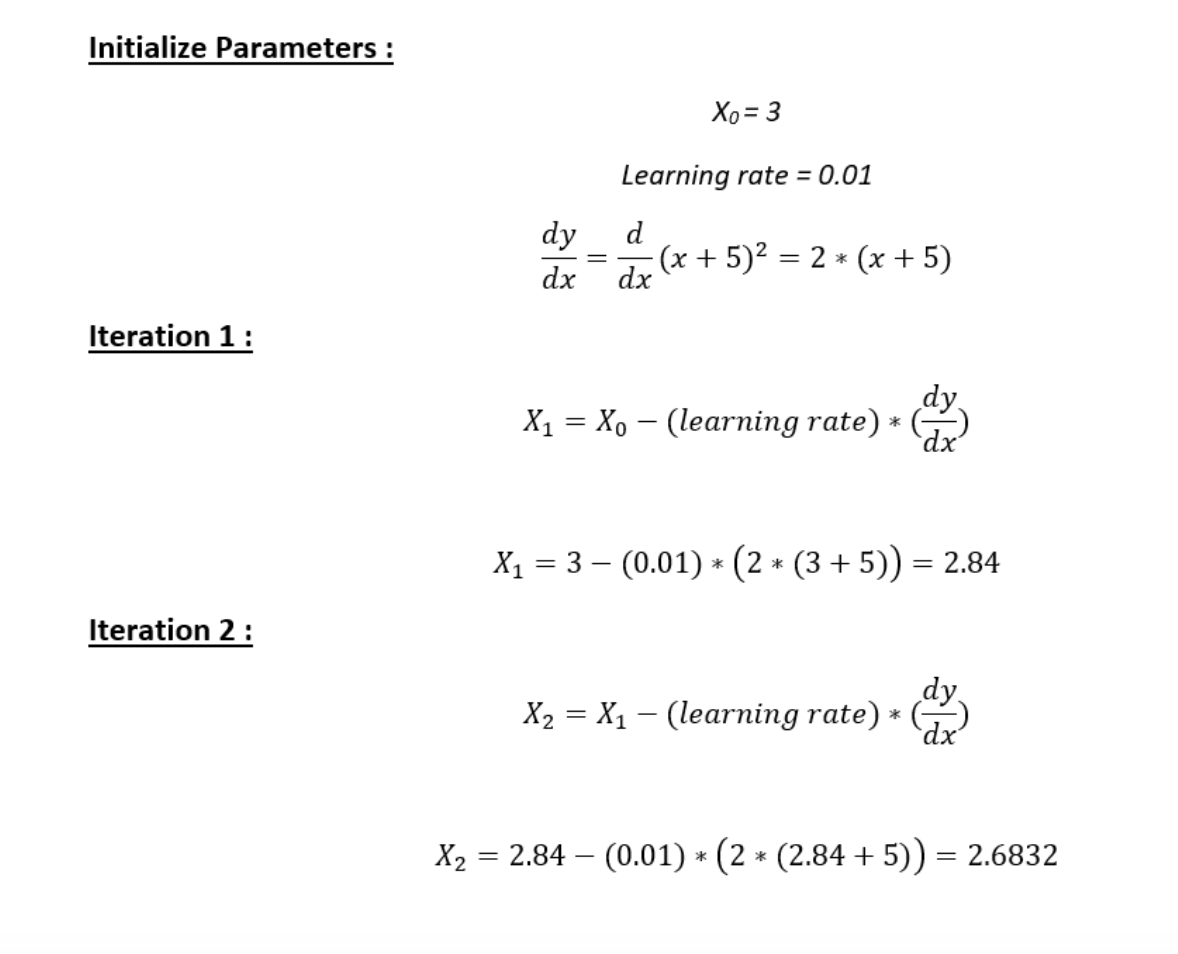 Initialize Parameters :
X₀ = 3
Learning rate = 0.01
dy/dx = d/dx (x + 5)² = 2 * (x + 5)
Iteration 1 :
X₁ = X₀ − (learning rate) * (dy/dx)
X₁ = 3 − (0.01) * (2 * (3 + 5)) = 2.84
Iteration 2 :
X₂ = X₁ − (learning rate) * (dy/dx)
X₂ = 2.84 − (0.01) * (2 * (2.84 + 5)) = 2.6832